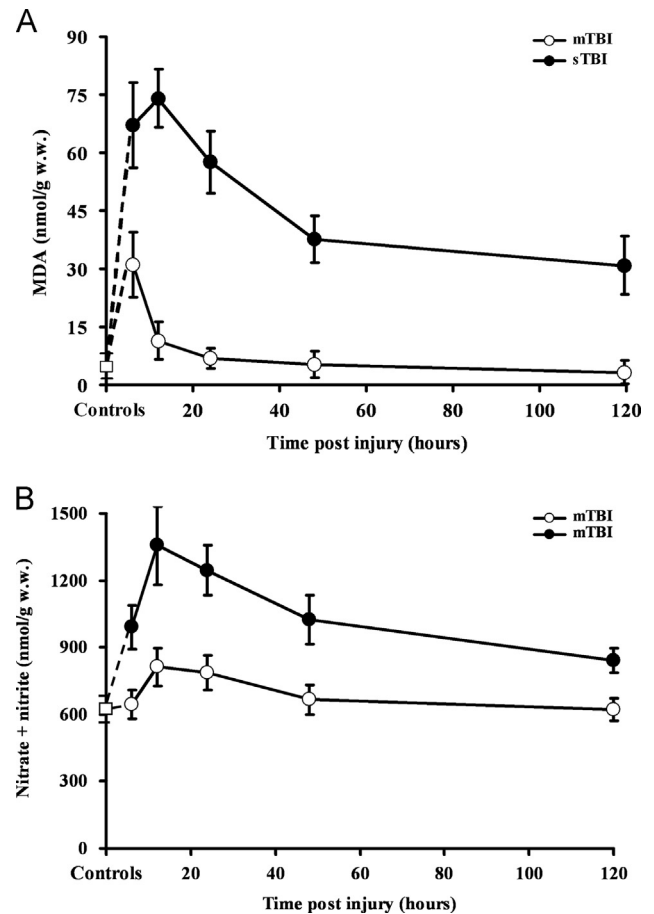 A
90
75
60
45
30
15
0
MDA (nmol/g w.w.)
mTBI
sTBI
Controls 20 40 60 80 100 120
Time post injury (hours)
B
1500
1200
900
600
300
0
Nitrate + nitrite (nmol/g w.w.)
mTBI
mTBI
Controls 20 40 60 80 100 120
Time post injury (hours)